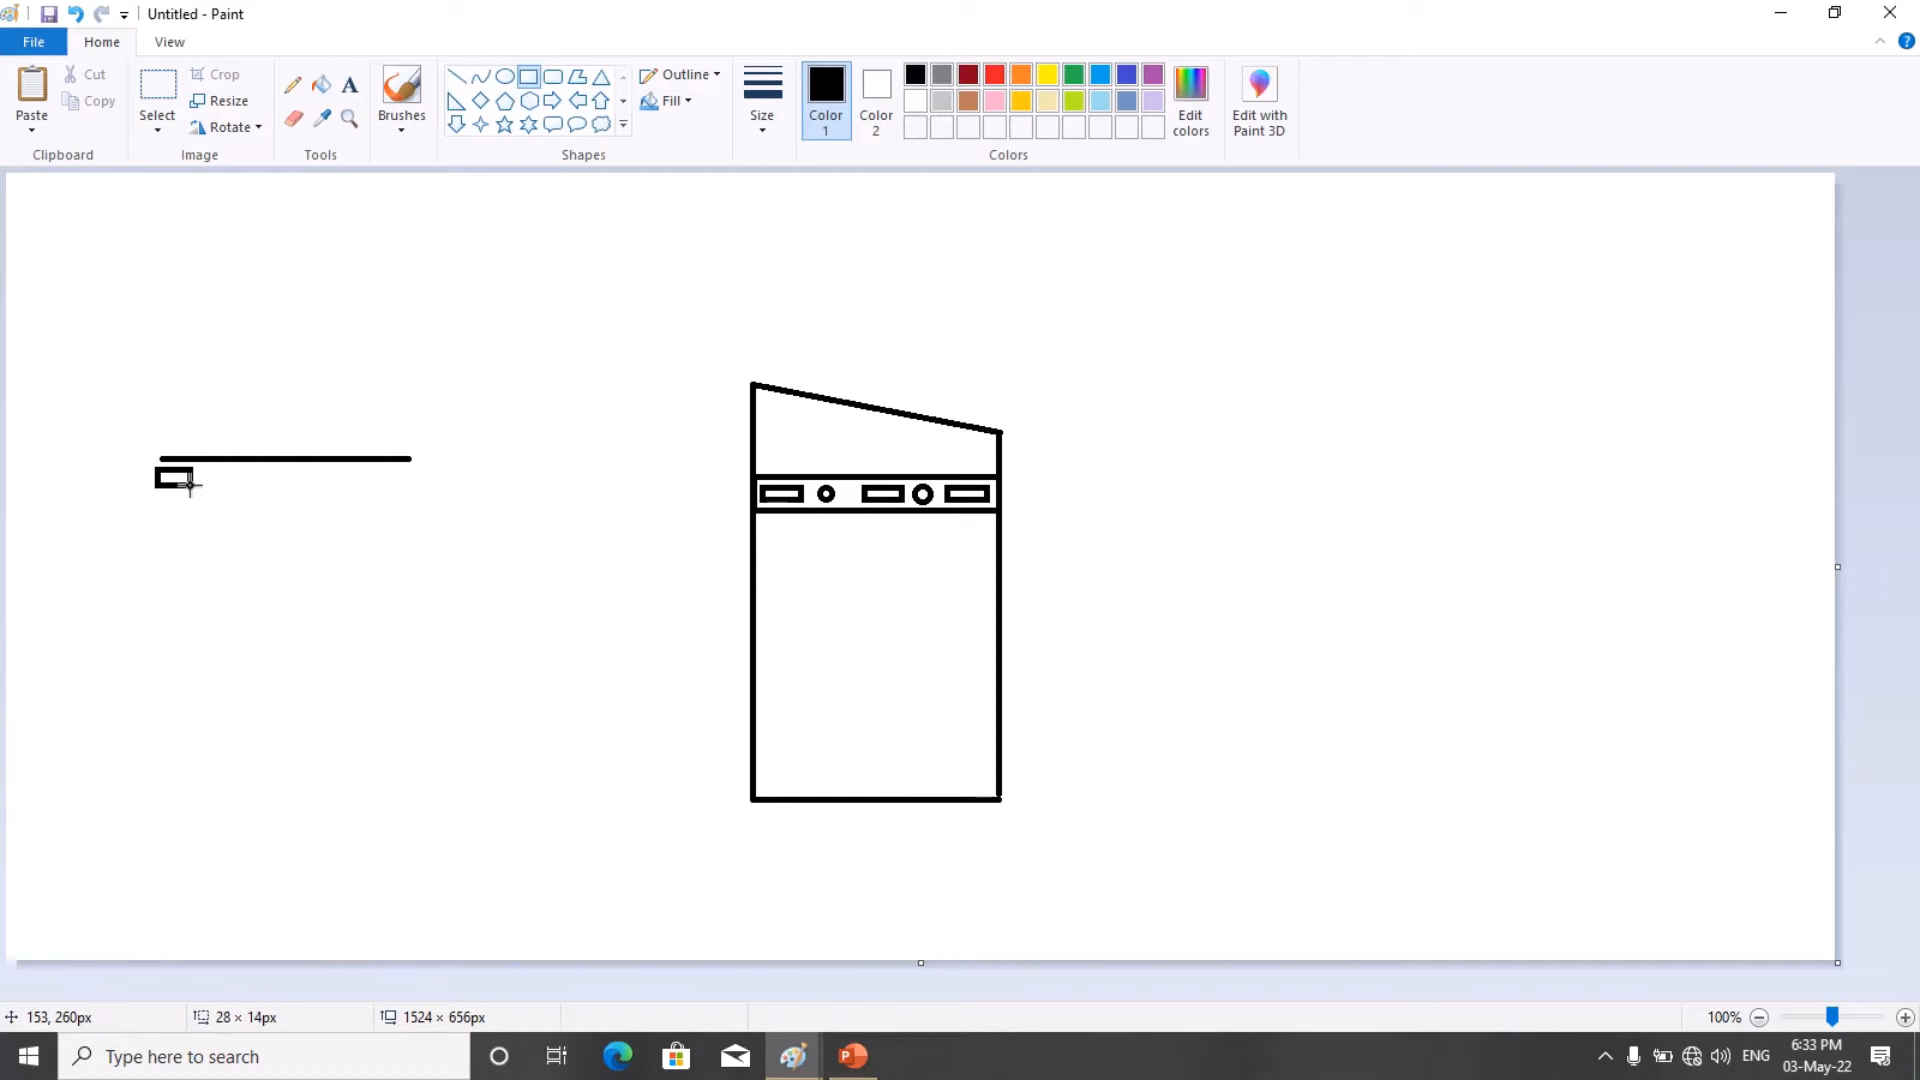 Untitled - Paint
File
Home
View
Paste
Cut
Copy
Clipboard
Select
Crop
Resize
Rotate
Image
A
Tools
Brushes
Outline
Fill
Shapes
Size
Color 1
Color 2
Edit colors
Colors
Edit with Paint 3D
?
153, 260px
28 × 14px
1524 × 656px
100%
Type here to search
P
ENG
6:33 PM
03-May-22